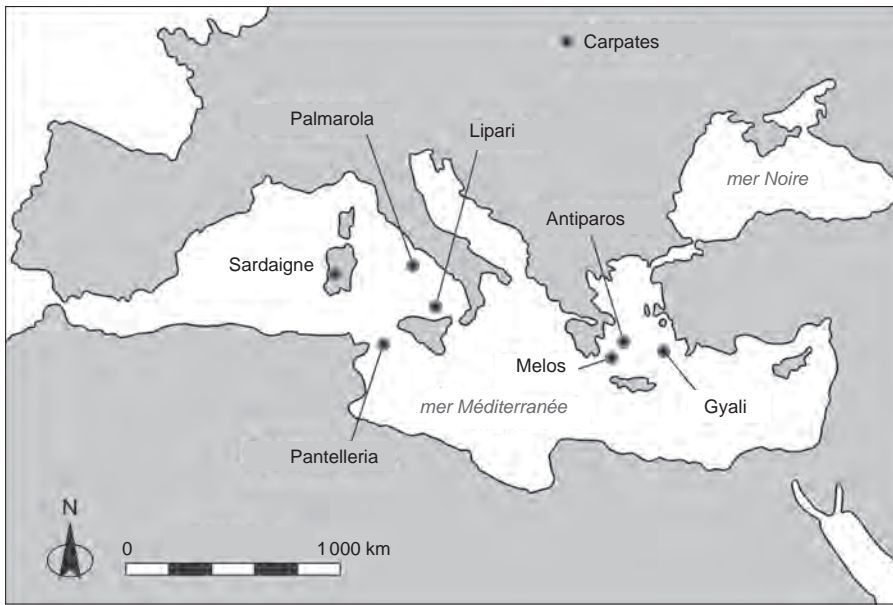 Carpates
Palmarola
Lipari
mer Noire
Antiparos
Sardaigne
Melos
mer Méditerranée
Gyali
Pantelleria
N
0
1 000 km